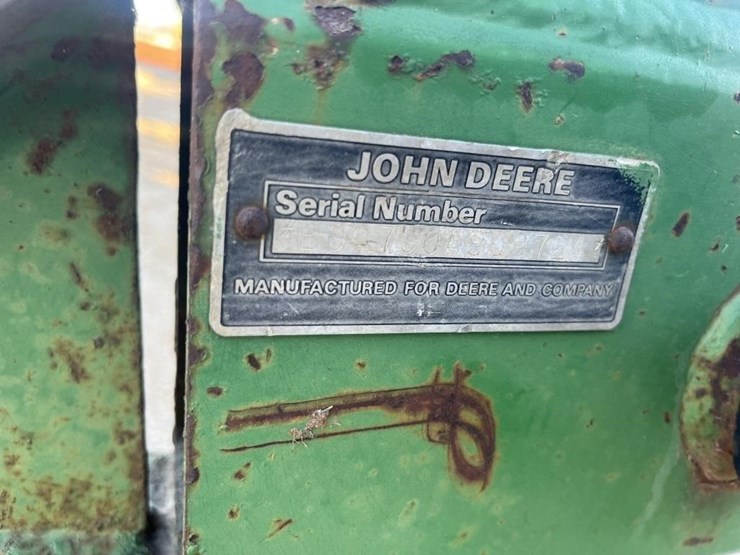 JOHN DEERE
Serial Number
MANUFACTURED FOR DEERE AND COMPANY